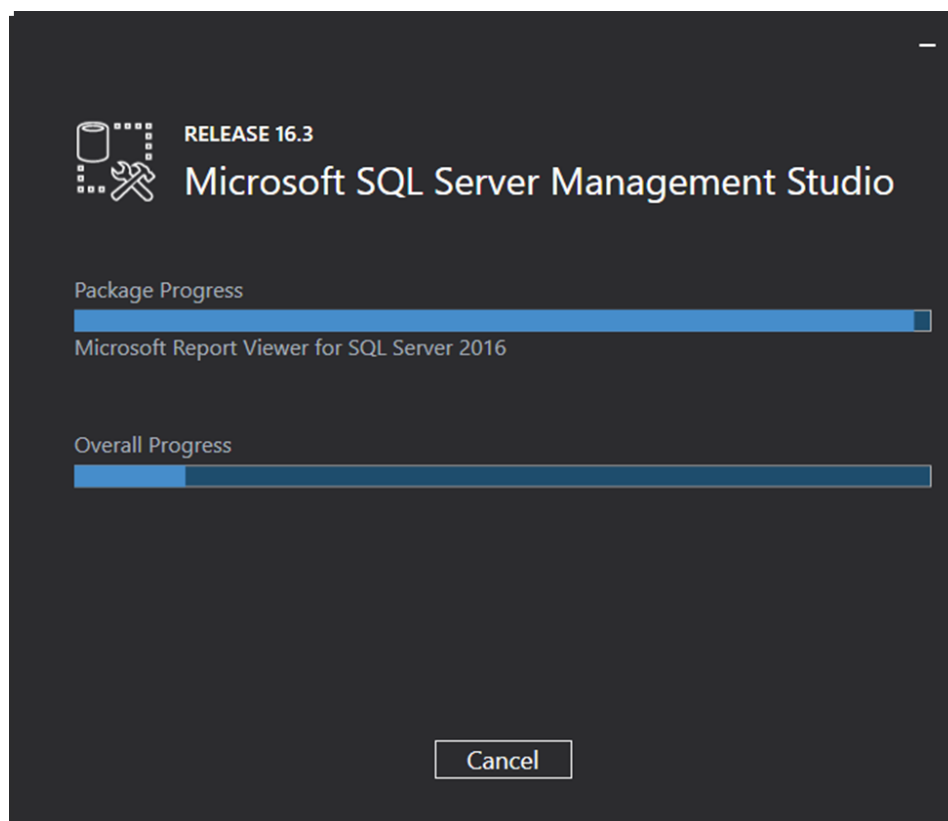 RELEASE 16.3
Microsoft SQL Server Management Studio
Package Progress
Microsoft Report Viewer for SQL Server 2016
Overall Progress
Cancel